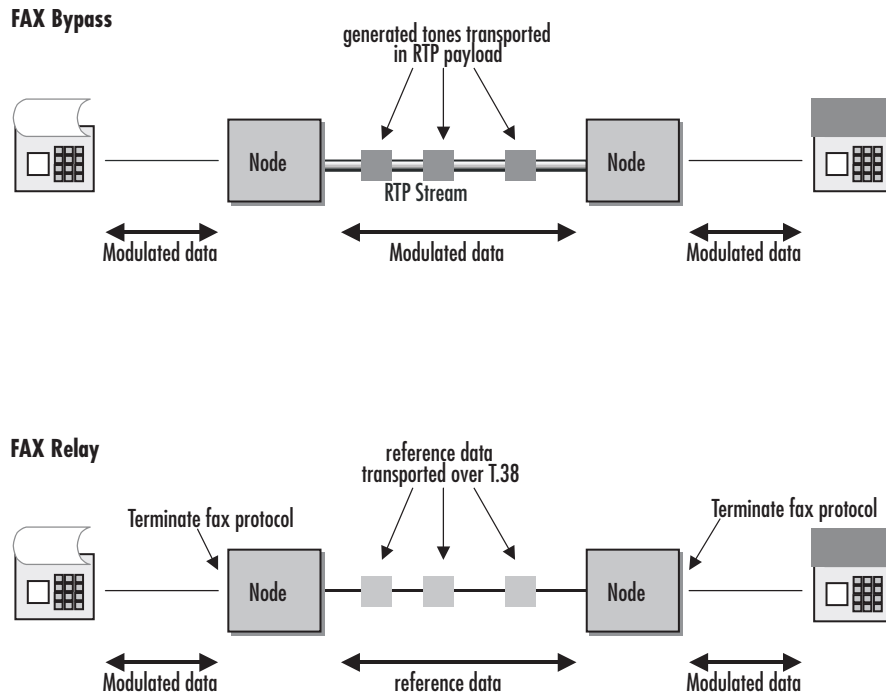 FAX Bypass
generated tones transported
in RTP payload
Node
Node
RTP Stream
Modulated data
Modulated data
Modulated data
FAX Relay
reference data
transported over T.38
Terminate fax protocol
Terminate fax protocol
Node
Node
Modulated data
reference data
Modulated data